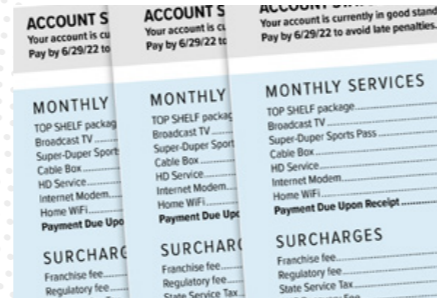 ACCOUNT S
Your account is cu
Pay by 6/29/22 to
MONTHLY
TOP SHELF packag
Broadcast TV
Super-Duper Sport
Cable Box
HD Service
Internet Modem
Home WiFi
Payment Due Upo
SURCHARG
Franchise fee
Regulatory fee
ACCOUNT S
Your account is cu
Pay by 6/29/22 to
MONTHLY
TOP SHELF packag
Broadcast TV
Super-Duper Sport
Cable Box
HD Service
Internet Modem
Home WiFi
Payment Due Upo
SURCHARG
Franchise fee
Regulatory fee
State Service Tax
Your account is currently in good stand
Pay by 6/29/22 to avoid late penalties.
MONTHLY SERVICES
TOP SHELF package
Broadcast TV
Super-Duper Sports Pass
Cable Box
HD Service
Internet Modem
Home WiFi
Payment Due Upon Receipt
SURCHARGES
Franchise fee
Regulatory fee
State Service Tax